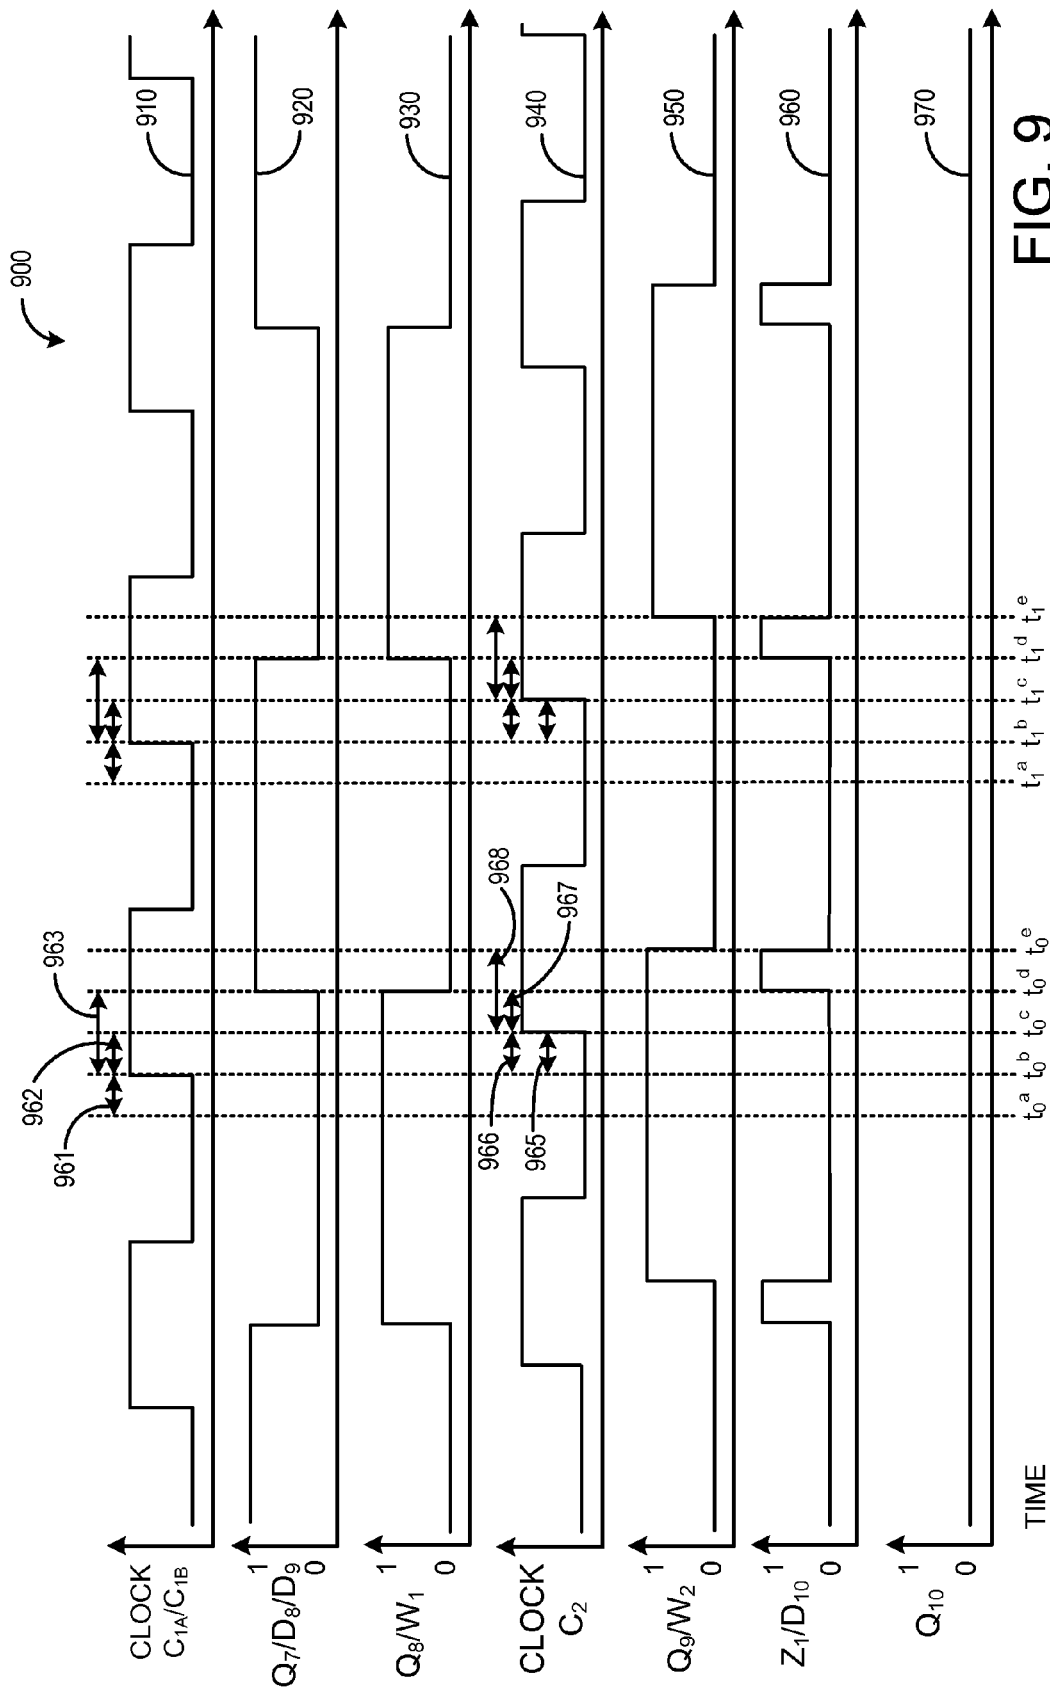 900
CLOCK
C1A/C1B
910
963
962
961
Q7/D8/D9
1
0
920
Q8/W1
1
0
930
CLOCK
C2
940
968
967
966
965
Q9/W2
1
0
950
Z1/D10
1
0
960
Q10
1
0
970
TIME
t0a t0b t0c t0d t0e t1a t1b t1c t1d t1e
FIG. 9